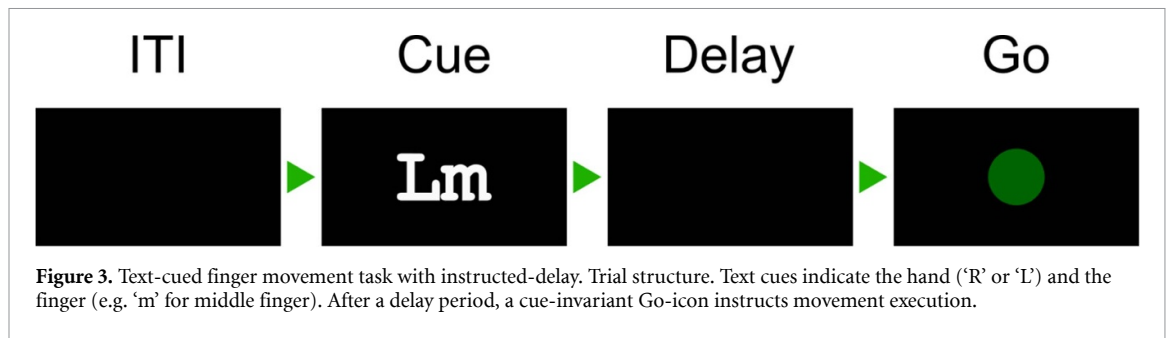 ITI Cue Delay Go
Lm
Figure 3. Text-cued finger movement task with instructed-delay. Trial structure. Text cues indicate the hand (‘R’ or ‘L’) and the
finger (e.g. ‘m’ for middle finger). After a delay period, a cue-invariant Go-icon instructs movement execution.